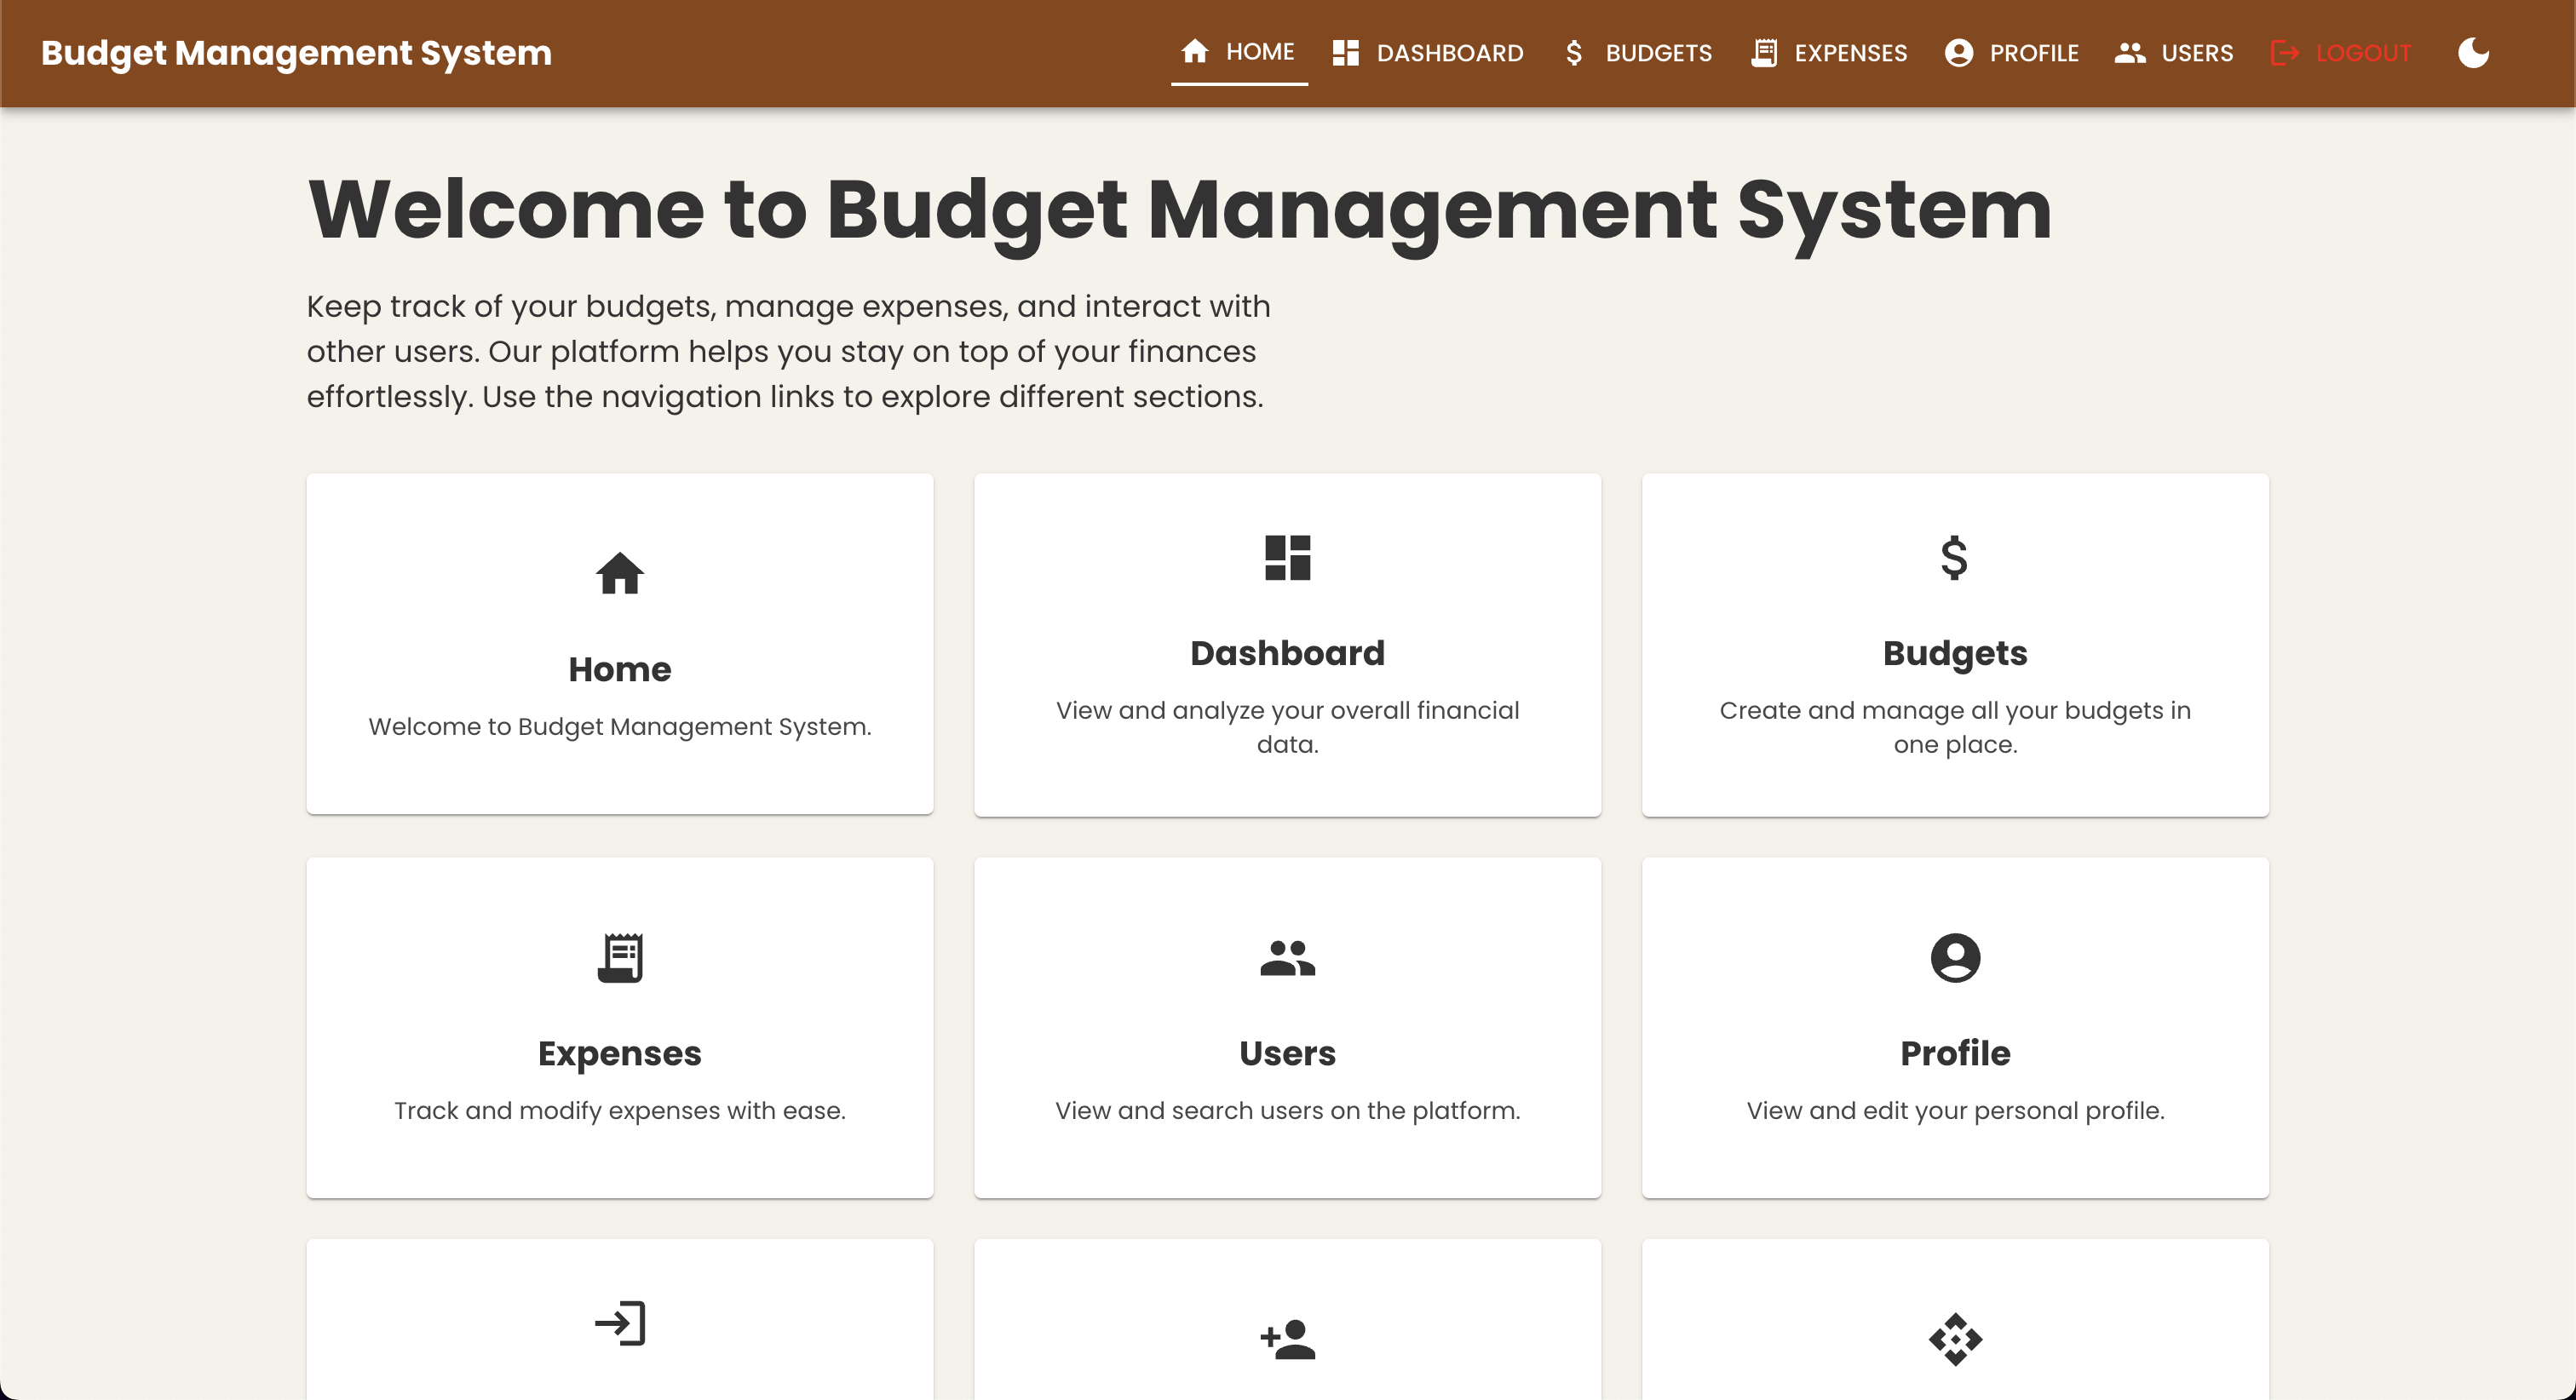 Budget Management System
HOME
DASHBOARD
BUDGETS
EXPENSES
PROFILE
USERS
LOGOUT
Welcome to Budget Management System
Keep track of your budgets, manage expenses, and interact with
other users. Our platform helps you stay on top of your finances
effortlessly. Use the navigation links to explore different sections.
Home
Welcome to Budget Management System.
Dashboard
View and analyze your overall financial
data.
Budgets
Create and manage all your budgets in
one place.
Expenses
Track and modify expenses with ease.
Users
View and search users on the platform.
Profile
View and edit your personal profile.